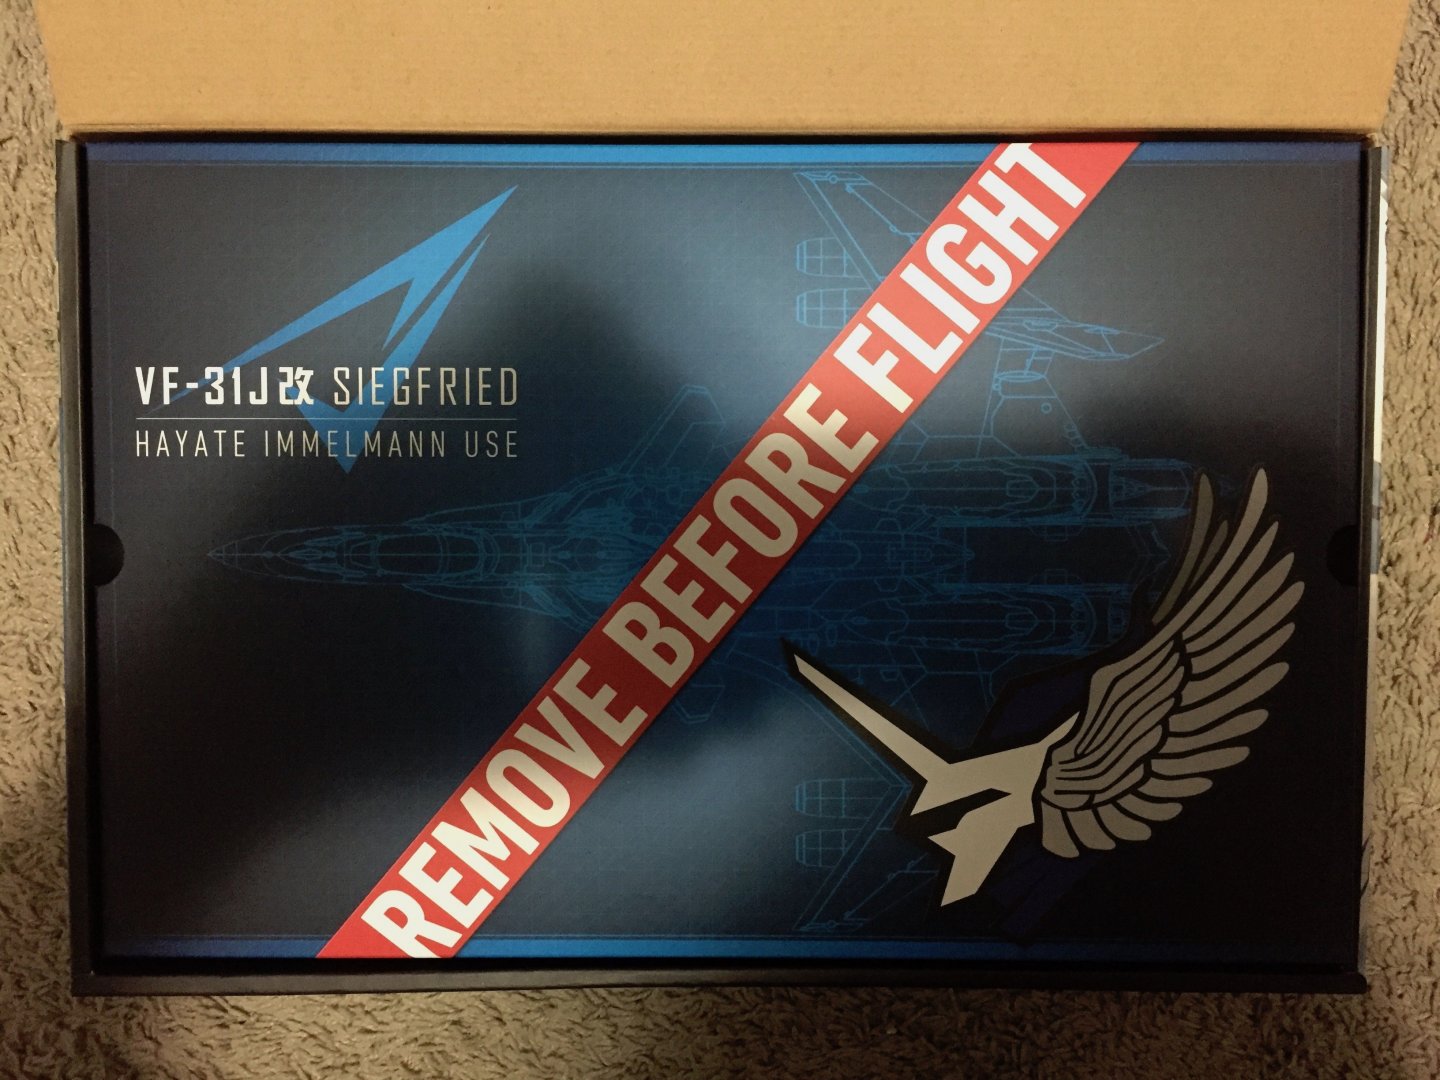 VF-31J改 SIEGFRIED
HAYATE IMMELMANN USE
REMOVE BEFORE FLIGHT